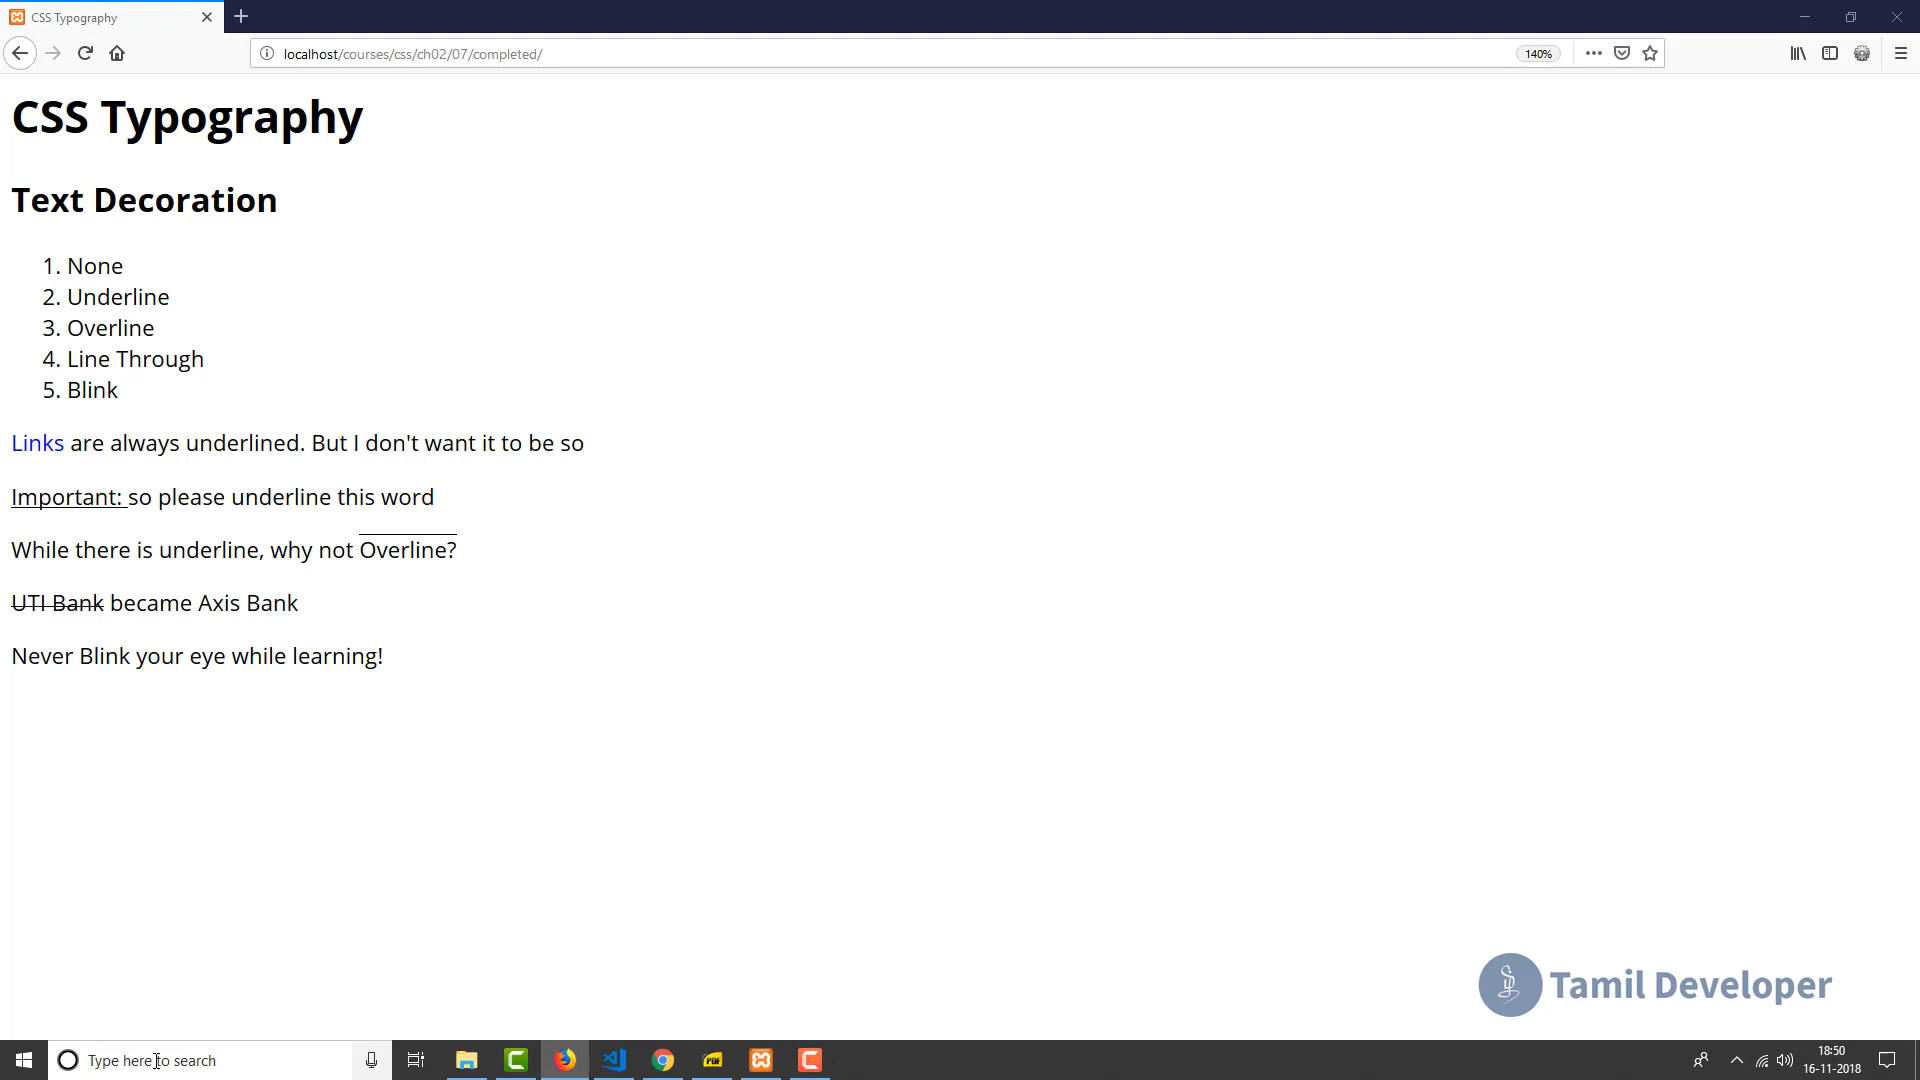 CSS Typography
localhost/courses/css/ch02/07/completed/
140%
CSS Typography
Text Decoration
1. None
2. Underline
3. Overline
4. Line Through
5. Blink
Links are always underlined. But I don't want it to be so
Important: so please underline this word
While there is underline, why not Overline?
UTI Bank became Axis Bank
Never Blink your eye while learning!
Tamil Developer
Type here to search
PDF
18:50
16-11-2018